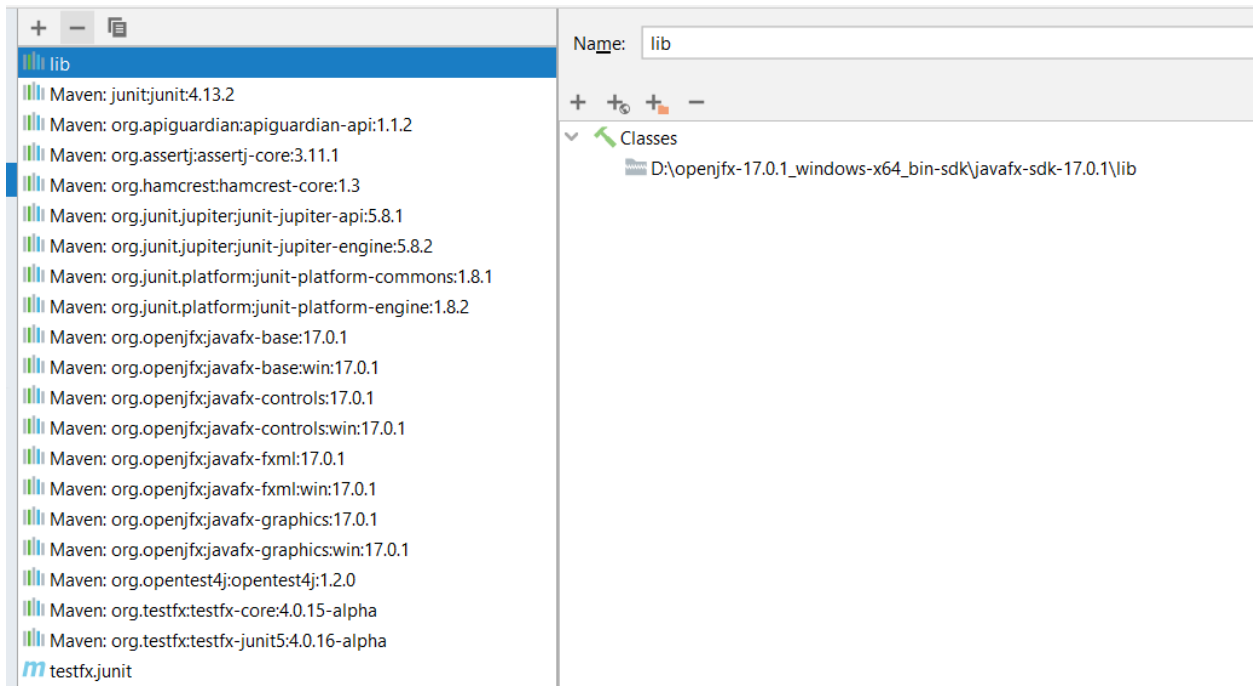 Name: lib
lib
Maven: junit:junit:4.13.2
Maven: org.apiguardian:apiguardian-api:1.1.2
Maven: org.assertj:assertj-core:3.11.1
Maven: org.hamcrest:hamcrest-core:1.3
Maven: org.junit.jupiter:junit-jupiter-api:5.8.1
Maven: org.junit.jupiter:junit-jupiter-engine:5.8.2
Maven: org.junit.platform:junit-platform-commons:1.8.1
Maven: org.junit.platform:junit-platform-engine:1.8.2
Maven: org.openjfx:javafx-base:17.0.1
Maven: org.openjfx:javafx-base:win:17.0.1
Maven: org.openjfx:javafx-controls:17.0.1
Maven: org.openjfx:javafx-controls:win:17.0.1
Maven: org.openjfx:javafx-fxml:17.0.1
Maven: org.openjfx:javafx-fxml:win:17.0.1
Maven: org.openjfx:javafx-graphics:17.0.1
Maven: org.openjfx:javafx-graphics:win:17.0.1
Maven: org.opentest4j:opentest4j:1.2.0
Maven: org.testfx:testfx-core:4.0.15-alpha
Maven: org.testfx:testfx-junit5:4.0.16-alpha
testfx.junit
Classes
D:\openjfx-17.0.1_windows-x64_bin-sdk\javafx-sdk-17.0.1\lib